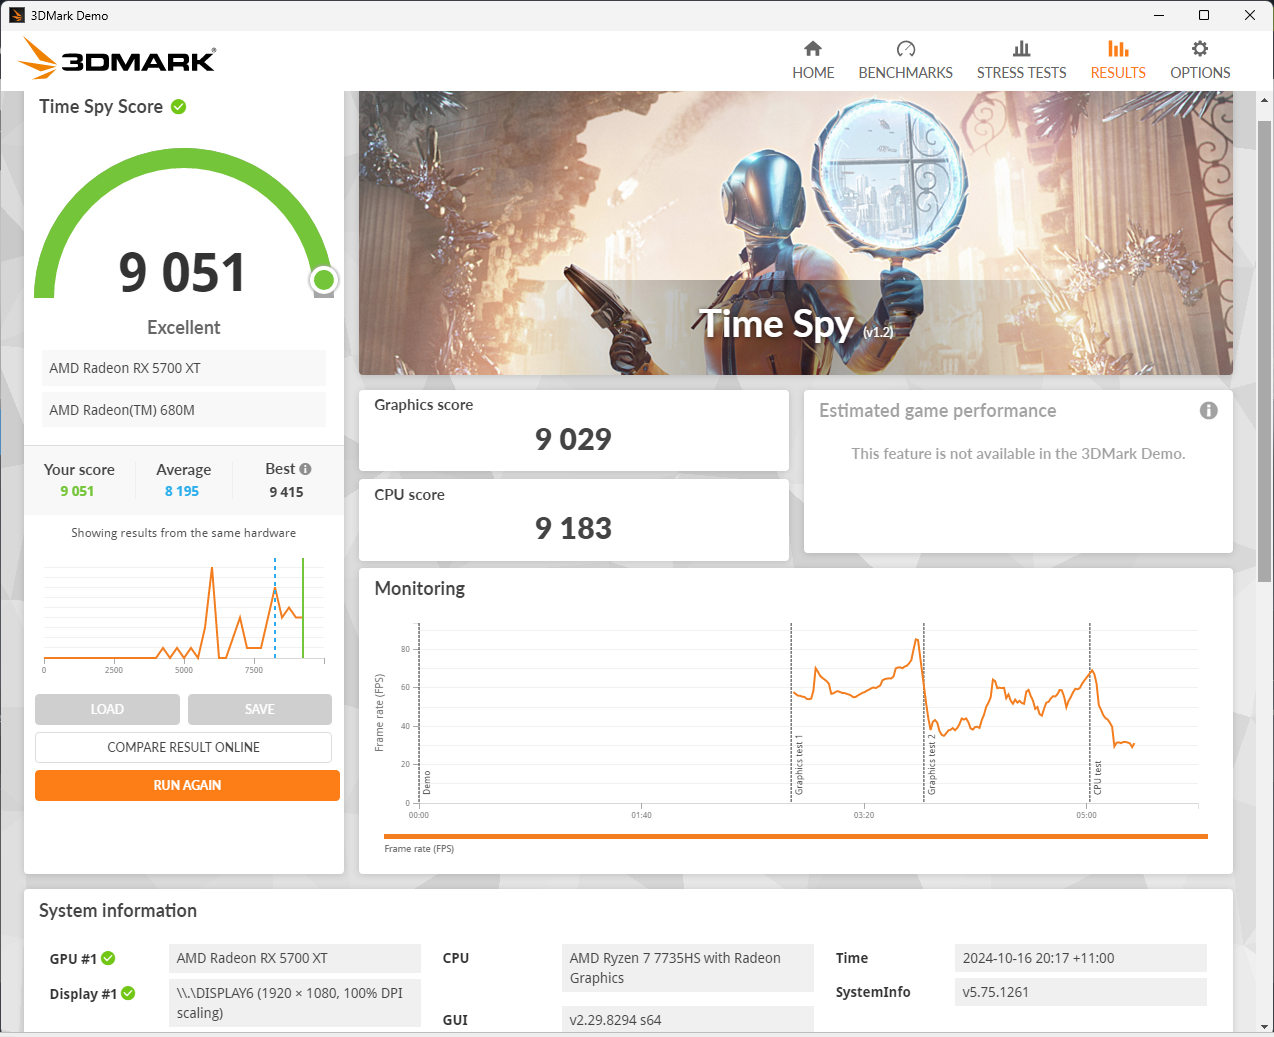 3DMark Demo
3DMARK®
HOME
BENCHMARKS
STRESS TESTS
RESULTS
OPTIONS
Time Spy Score
9 051
Excellent
AMD Radeon RX 5700 XT
AMD Radeon(TM) 680M
Your score
Average
Best
9 051
8 195
9 415
Showing results from the same hardware
0
2500
5000
7500
LOAD
SAVE
COMPARE RESULT ONLINE
RUN AGAIN
Time Spy (v1.2)
Graphics score
9 029
CPU score
9 183
Estimated game performance
This feature is not available in the 3DMark Demo.
Monitoring
Frame rate (FPS)
80
60
40
20
0
Demo
Graphics test 1
Graphics test 2
CPU test
00:00
01:40
03:20
05:00
Frame rate (FPS)
System information
GPU #1
AMD Radeon RX 5700 XT
Display #1
\\.\DISPLAY6 (1920 × 1080, 100% DPI
scaling)
CPU
AMD Ryzen 7 7735HS with Radeon
Graphics
GUI
v2.29.8294 s64
Time
2024-10-16 20:17 +11:00
SystemInfo
v5.75.1261